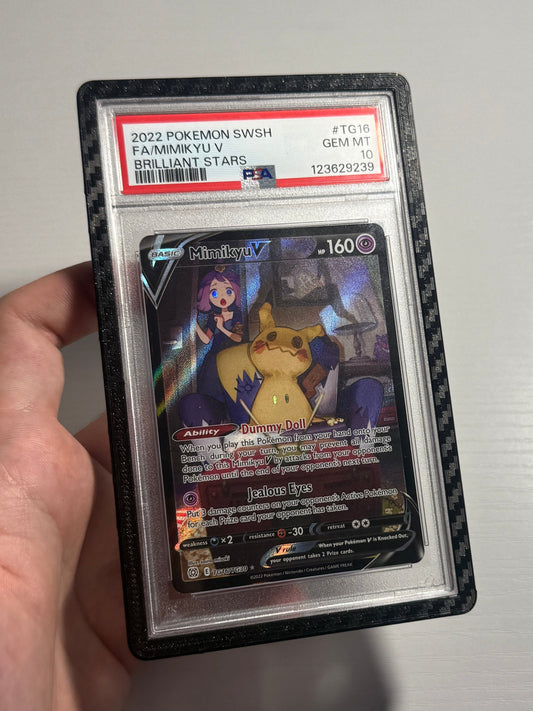 2022 POKEMON SWSH #TG16
FA/MIMIKYU V GEM MT
BRILLIANT STARS 10
PSA 123629239
BASIC Mimikyu V HP 160
Ability Dummy Doll
When you play this Pokémon from your hand onto your
Bench during your turn, you may prevent all damage
done to this Mimikyu V by attacks from your opponent's
Pokémon until the end of your opponent's next turn.
Jealous Eyes
Put 3 damage counters on your opponent's Active Pokémon
for each Prize card your opponent has taken.
weakness ×2 resistance -30 retreat
V rule When your Pokémon V is Knocked Out,
your opponent takes 2 Prize cards.
TG16/TG30
©2022 Pokémon / Nintendo / Creatures / GAME FREAK